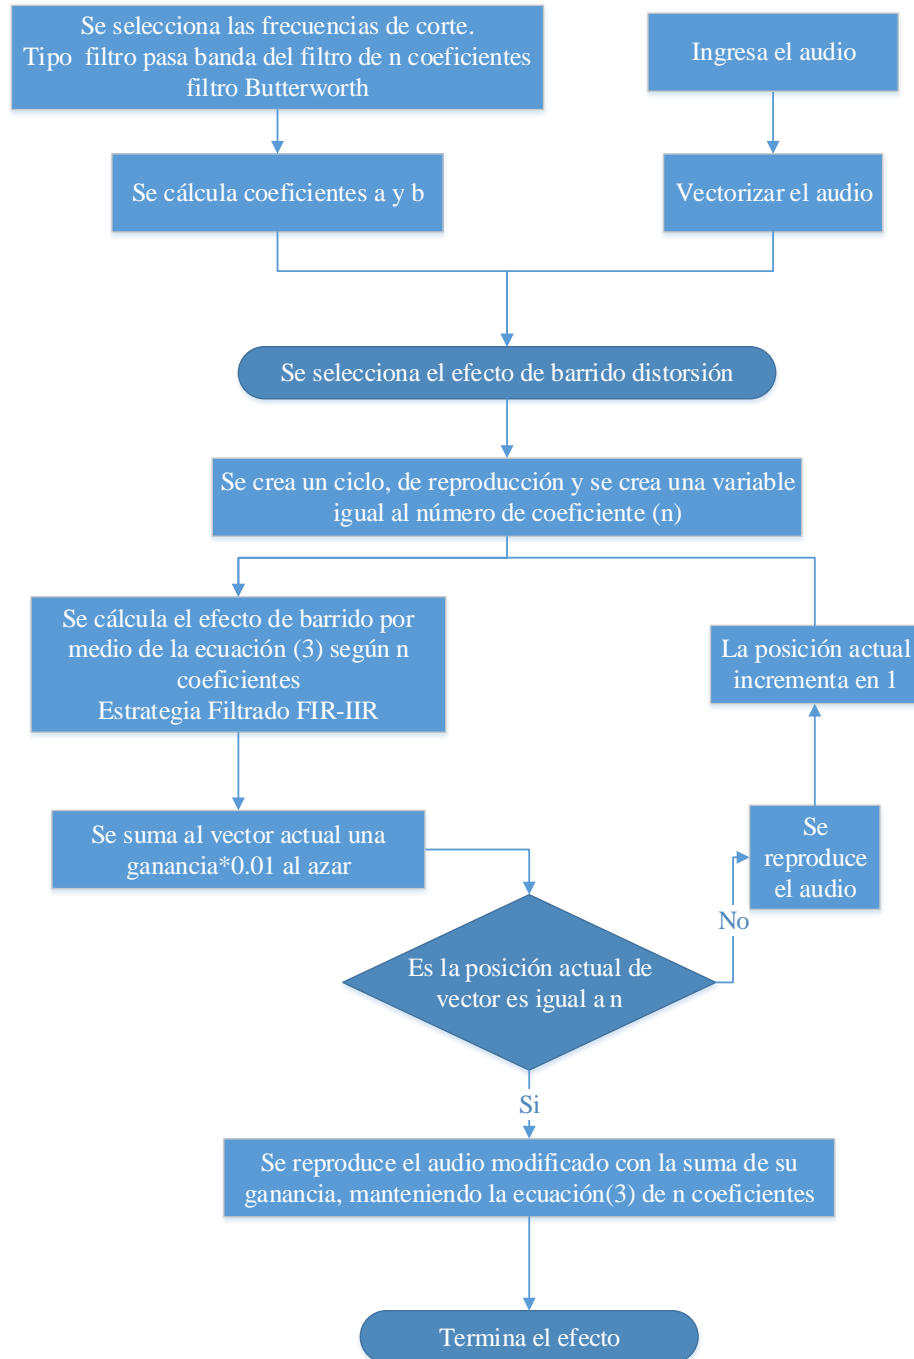 Se selecciona las frecuencias de corte.
Tipo filtro pasa banda del filtro de n coeficientes
filtro Butterworth
Ingresa el audio
Se cálcula coeficientes a y b
Vectorizar el audio
Se selecciona el efecto de barrido distorsión
Se crea un ciclo, de reproducción y se crea una variable
igual al número de coeficiente (n)
Se cálcula el efecto de barrido por
medio de la ecuación (3) según n
coeficientes
Estrategia Filtrado FIR-IIR
La posición actual
incrementa en 1
Se suma al vector actual una
ganancia*0.01 al azar
Se
reproduce
el audio
No
Es la posición actual de
vector es igual a n
Si
Se reproduce el audio modificado con la suma de su
ganancia, manteniendo la ecuación(3) de n coeficientes
Termina el efecto